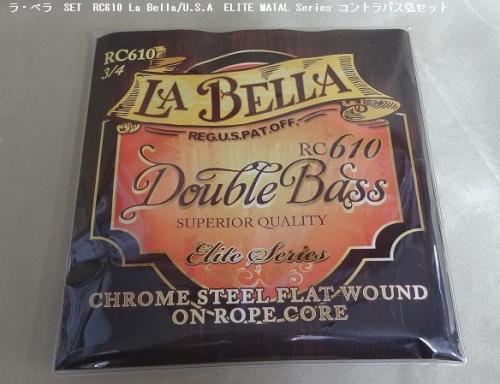 ラ・ベラ SET RC610 La Bella/U.S.A ELITE MATAL Series コントラバス弦セット
RC610
3/4
LA BELLA
REG.U.S.PAT.OFF.
RC610
Double Bass
SUPERIOR QUALITY
Elite Series
CHROME STEEL FLAT WOUND
ON ROPE CORE